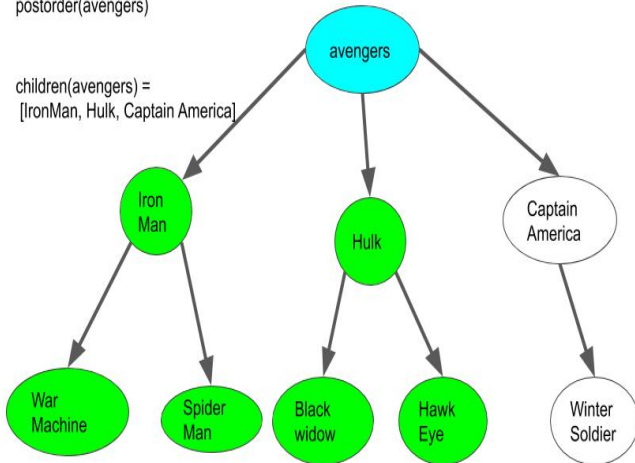 postorder(avengers)
children(avengers) =
[IronMan, Hulk, Captain America]
avengers
Iron
Man
Hulk
Captain
America
War
Machine
Spider
Man
Black
widow
Hawk
Eye
Winter
Soldier